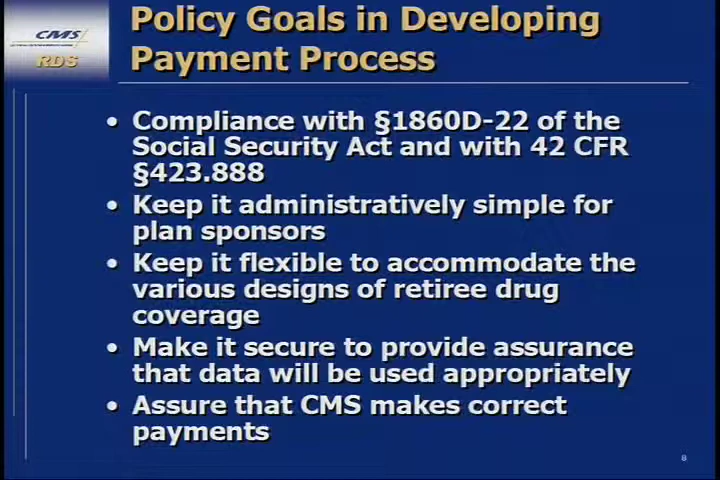 CMS
RDS
Policy Goals in Developing
Payment Process
• Compliance with §1860D-22 of the
Social Security Act and with 42 CFR
§423.888
• Keep it administratively simple for
plan sponsors
• Keep it flexible to accommodate the
various designs of retiree drug
coverage
• Make it secure to provide assurance
that data will be used appropriately
• Assure that CMS makes correct
payments
8